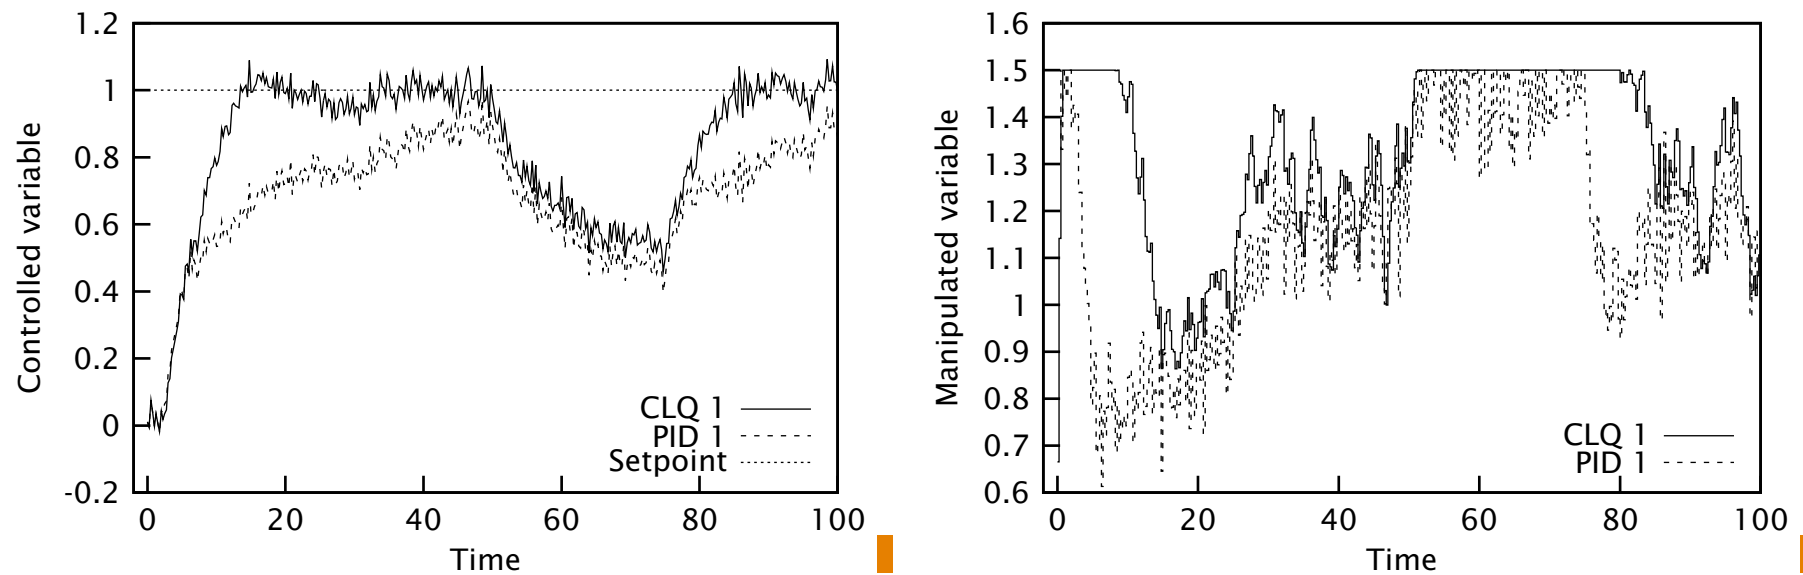 1.2
1
0.8
0.6
0.4
0.2
0
-0.2
Controlled variable
CLQ 1
PID 1
Setpoint
0 20 40 60 80 100
Time
1.6
1.5
1.4
1.3
1.2
1.1
1
0.9
0.8
0.7
0.6
Manipulated variable
CLQ 1
PID 1
0 20 40 60 80 100
Time